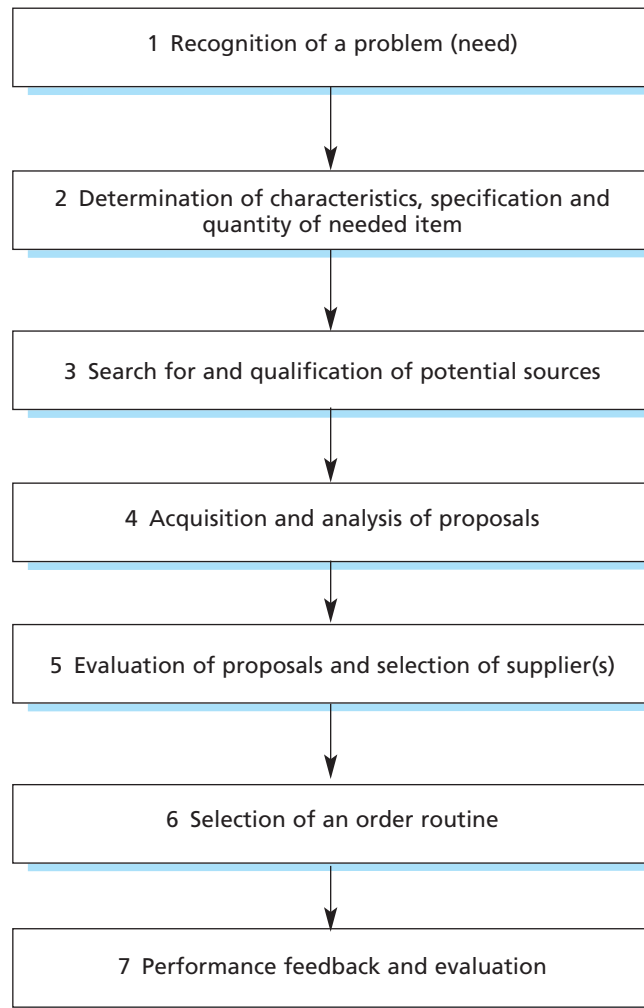 1 Recognition of a problem (need)
2 Determination of characteristics, specification and
quantity of needed item
3 Search for and qualification of potential sources
4 Acquisition and analysis of proposals
5 Evaluation of proposals and selection of supplier(s)
6 Selection of an order routine
7 Performance feedback and evaluation